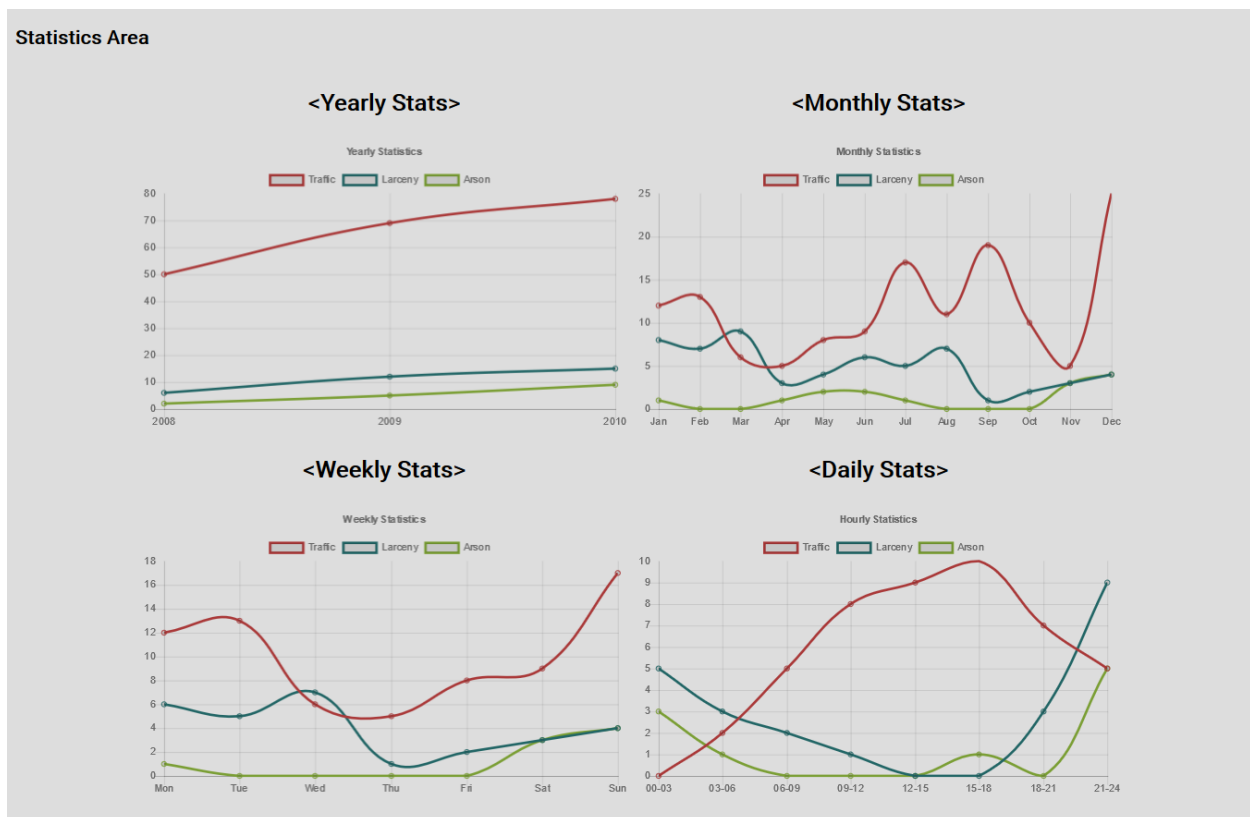 Statistics Area
<Yearly Stats>
Yearly Statistics
Traffic Larceny Arson
80
70
60
50
40
30
20
10
0
2008 2009 2010
<Monthly Stats>
Monthly Statistics
Traffic Larceny Arson
25
20
15
10
5
0
Jan Feb Mar Apr May Jun Jul Aug Sep Oct Nov Dec
<Weekly Stats>
Weekly Statistics
Traffic Larceny Arson
18
16
14
12
10
8
6
4
2
0
Mon Tue Wed Thu Fri Sat Sun
<Daily Stats>
Hourly Statistics
Traffic Larceny Arson
10
9
8
7
6
5
4
3
2
1
0
00-03 03-06 06-09 09-12 12-15 15-18 18-21 21-24